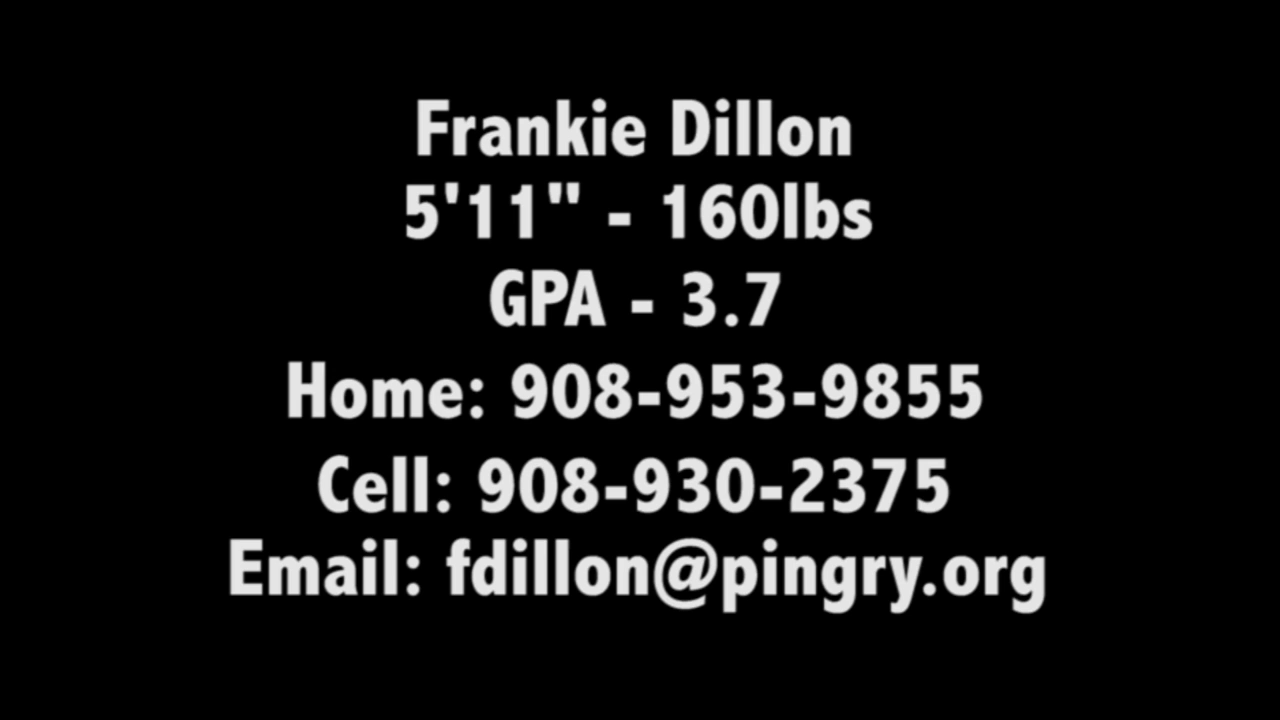 Frankie Dillon
5'11" - 160lbs
GPA - 3.7
Home: 908-953-9855
Cell: 908-930-2375
Email: fdillon@pingry.org